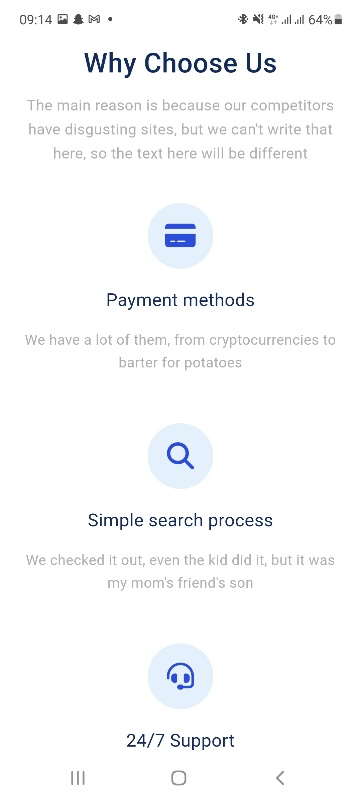 09:14 64%
Why Choose Us
The main reason is because our competitors
have disgusting sites, but we can't write that
here, so the text here will be different
Payment methods
We have a lot of them, from cryptocurrencies to
barter for potatoes
Simple search process
We checked it out, even the kid did it, but it was
my mom's friend's son
24/7 Support